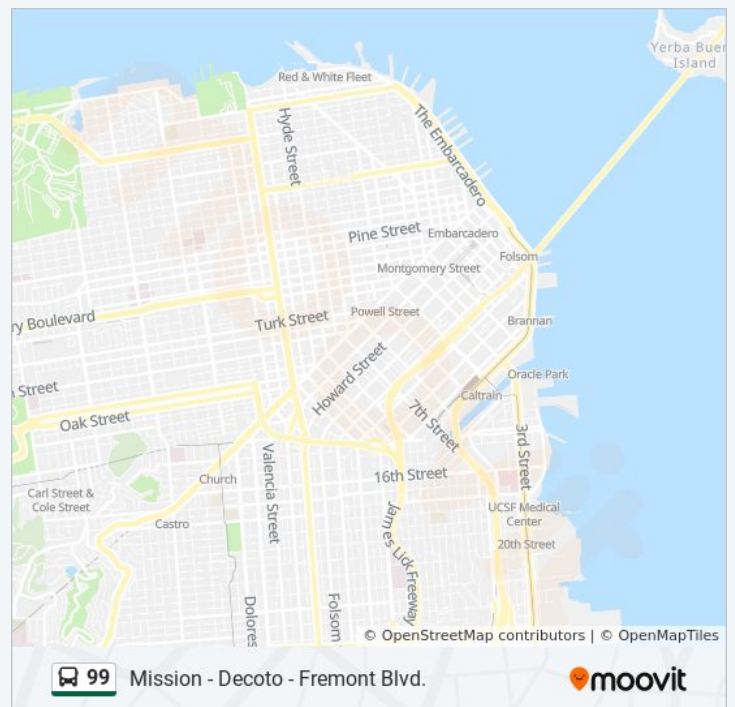 Yerba Buen
Island
Red & White Fleet
Hyde Street
The Embarcadero
Pine Street
Embarcadero
Folsom
Montgomery Street
ry Boulevard
Turk Street
Powell Street
Brannan
Howard Street
Oracle Park
Street
Caltrain
Oak Street
7th Street
3rd Street
Valencia Street
Church
16th Street
Carl Street &
Cole Street
UCSF Medical
Center
Castro
James Lick Freeway
20th Street
Dolores
Folsom
© OpenStreetMap contributors | © OpenMapTiles
99 Mission - Decoto - Fremont Blvd.
moovit